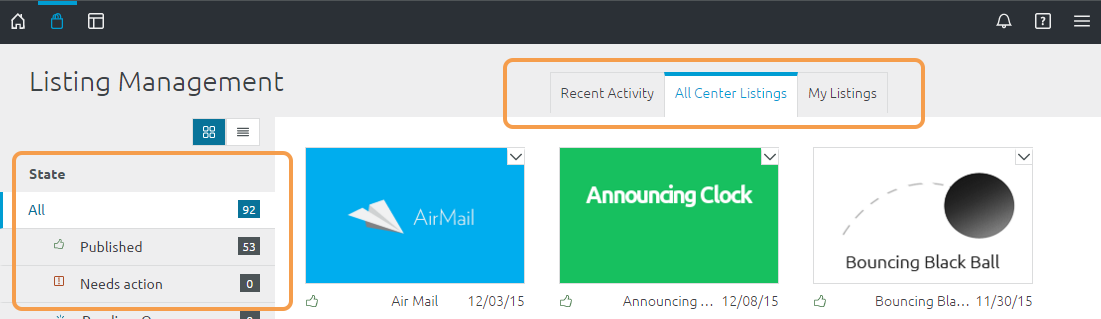 ?
Listing Management
Recent Activity
All Center Listings
My Listings
State
All
92
Published
53
Needs action
0
AirMail
Announcing Clock
Bouncing Black Ball
Air Mail 12/03/15
Announcing ... 12/08/15
Bouncing Bla... 11/30/15